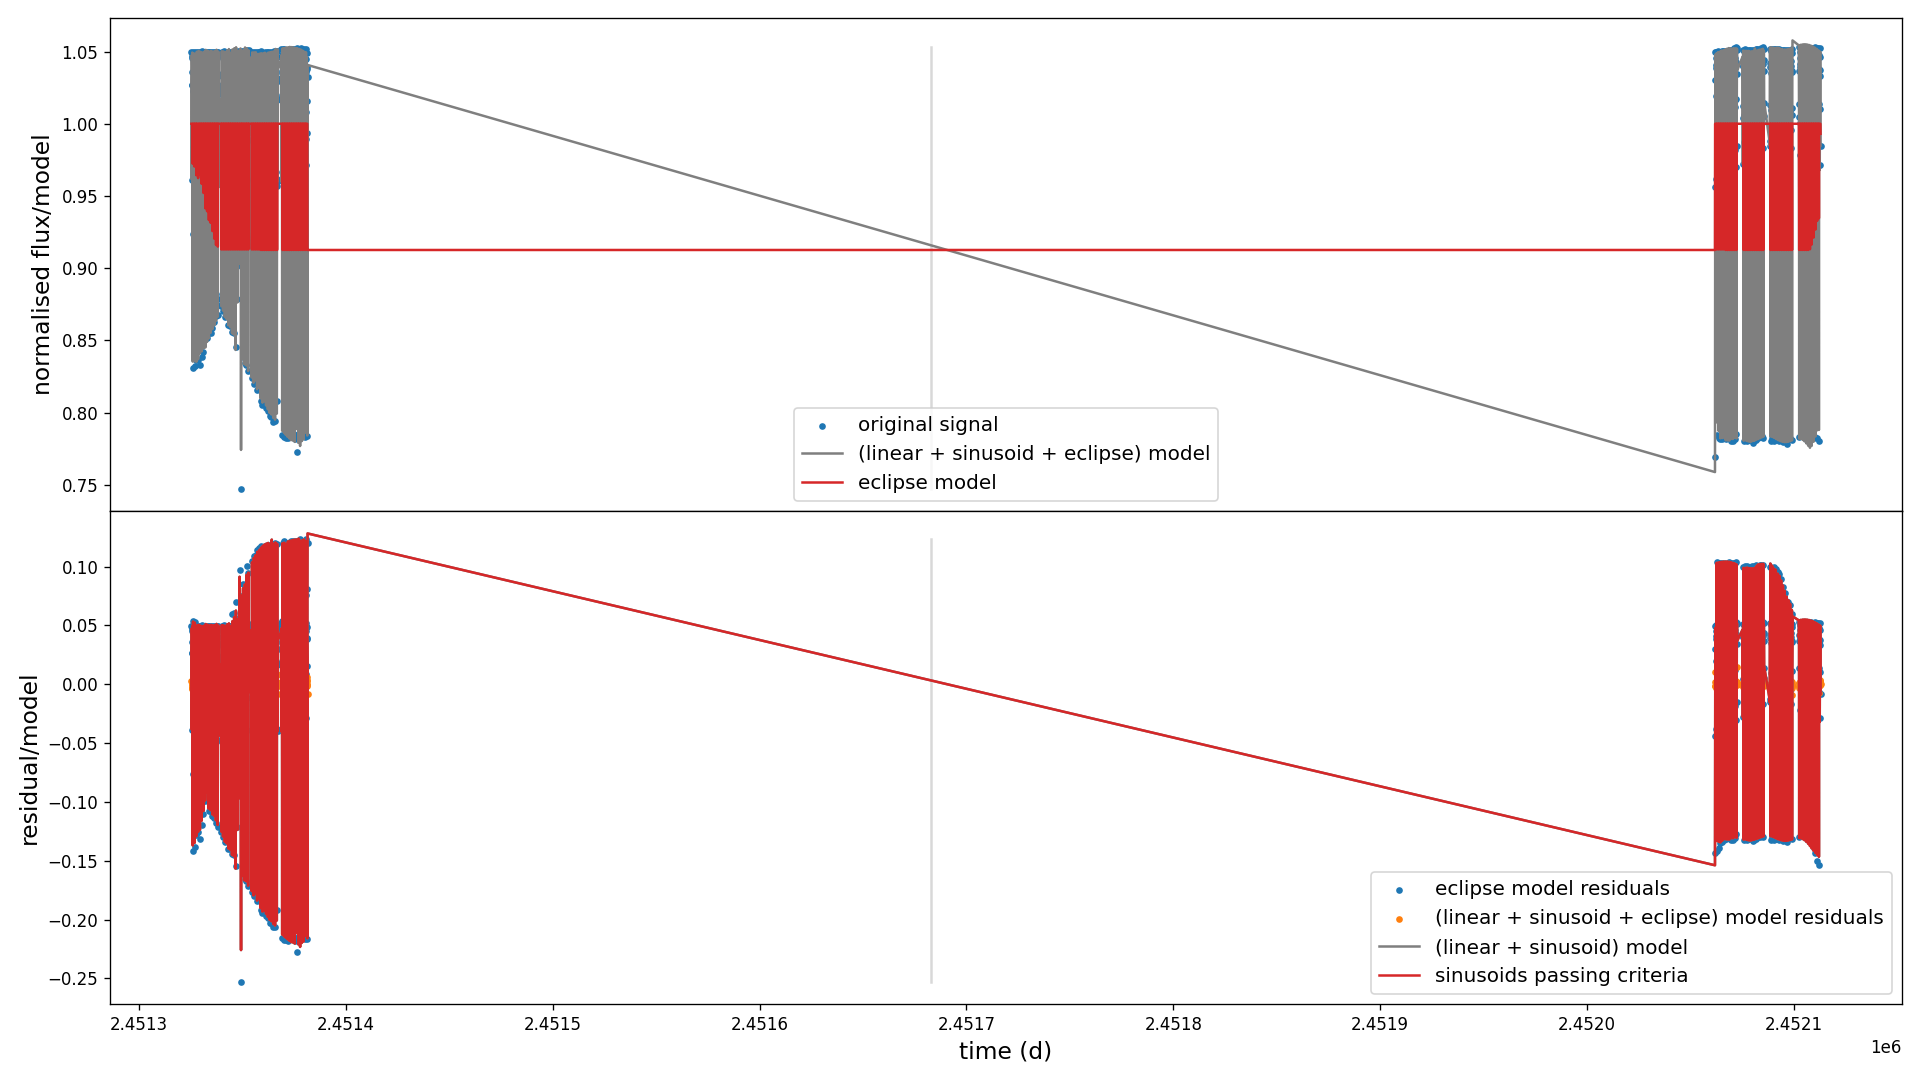 1.05
1.00
0.95
0.90
0.85
0.80
0.75
normalised flux/model
original signal
(linear + sinusoid + eclipse) model
eclipse model
0.10
0.05
0.00
−0.05
−0.10
−0.15
−0.20
−0.25
residual/model
eclipse model residuals
(linear + sinusoid + eclipse) model residuals
(linear + sinusoid) model
sinusoids passing criteria
2.4513 2.4514 2.4515 2.4516 2.4517 2.4518 2.4519 2.4520 2.4521
time (d)
1e6